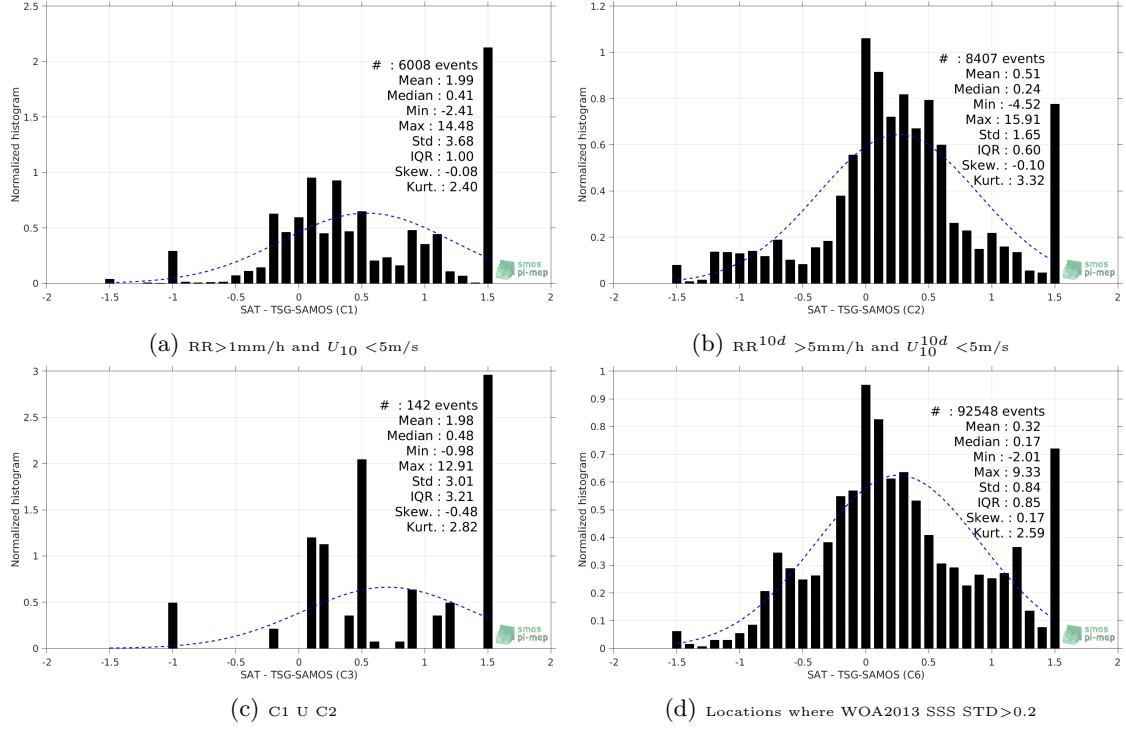 2.5
2
1.5
1
0.5
0
-2
-1.5
-1
-0.5
0
0.5
1
1.5
2
Normalized histogram
SAT - TSG-SAMOS (C1)
# : 6008 events
Mean : 1.99
Median : 0.41
Min : -2.41
Max : 14.48
Std : 3.68
IQR : 1.00
Skew. : -0.08
Kurt. : 2.40
smos
pi-mep
(a) RR>1mm/h and U10 <5m/s
1.2
1
0.8
0.6
0.4
0.2
0
-2
-1.5
-1
-0.5
0
0.5
1
1.5
2
Normalized histogram
SAT - TSG-SAMOS (C2)
# : 8407 events
Mean : 0.51
Median : 0.24
Min : -4.52
Max : 15.91
Std : 1.65
IQR : 0.60
Skew. : -0.10
Kurt. : 3.32
smos
pi-mep
(b) RR10d >5mm/h and U10d10 <5m/s
3
2.5
2
1.5
1
0.5
0
-2
-1.5
-1
-0.5
0
0.5
1
1.5
2
Normalized histogram
SAT - TSG-SAMOS (C3)
# : 142 events
Mean : 1.98
Median : 0.48
Min : -0.98
Max : 12.91
Std : 3.01
IQR : 3.21
Skew. : -0.48
Kurt. : 2.82
smos
pi-mep
(c) C1 U C2
1
0.9
0.8
0.7
0.6
0.5
0.4
0.3
0.2
0.1
0
-2
-1.5
-1
-0.5
0
0.5
1
1.5
2
Normalized histogram
SAT - TSG-SAMOS (C6)
# : 92548 events
Mean : 0.32
Median : 0.17
Min : -2.01
Max : 9.33
Std : 0.84
IQR : 0.85
Skew. : 0.17
Kurt. : 2.59
smos
pi-mep
(d) Locations where WOA2013 SSS STD>0.2